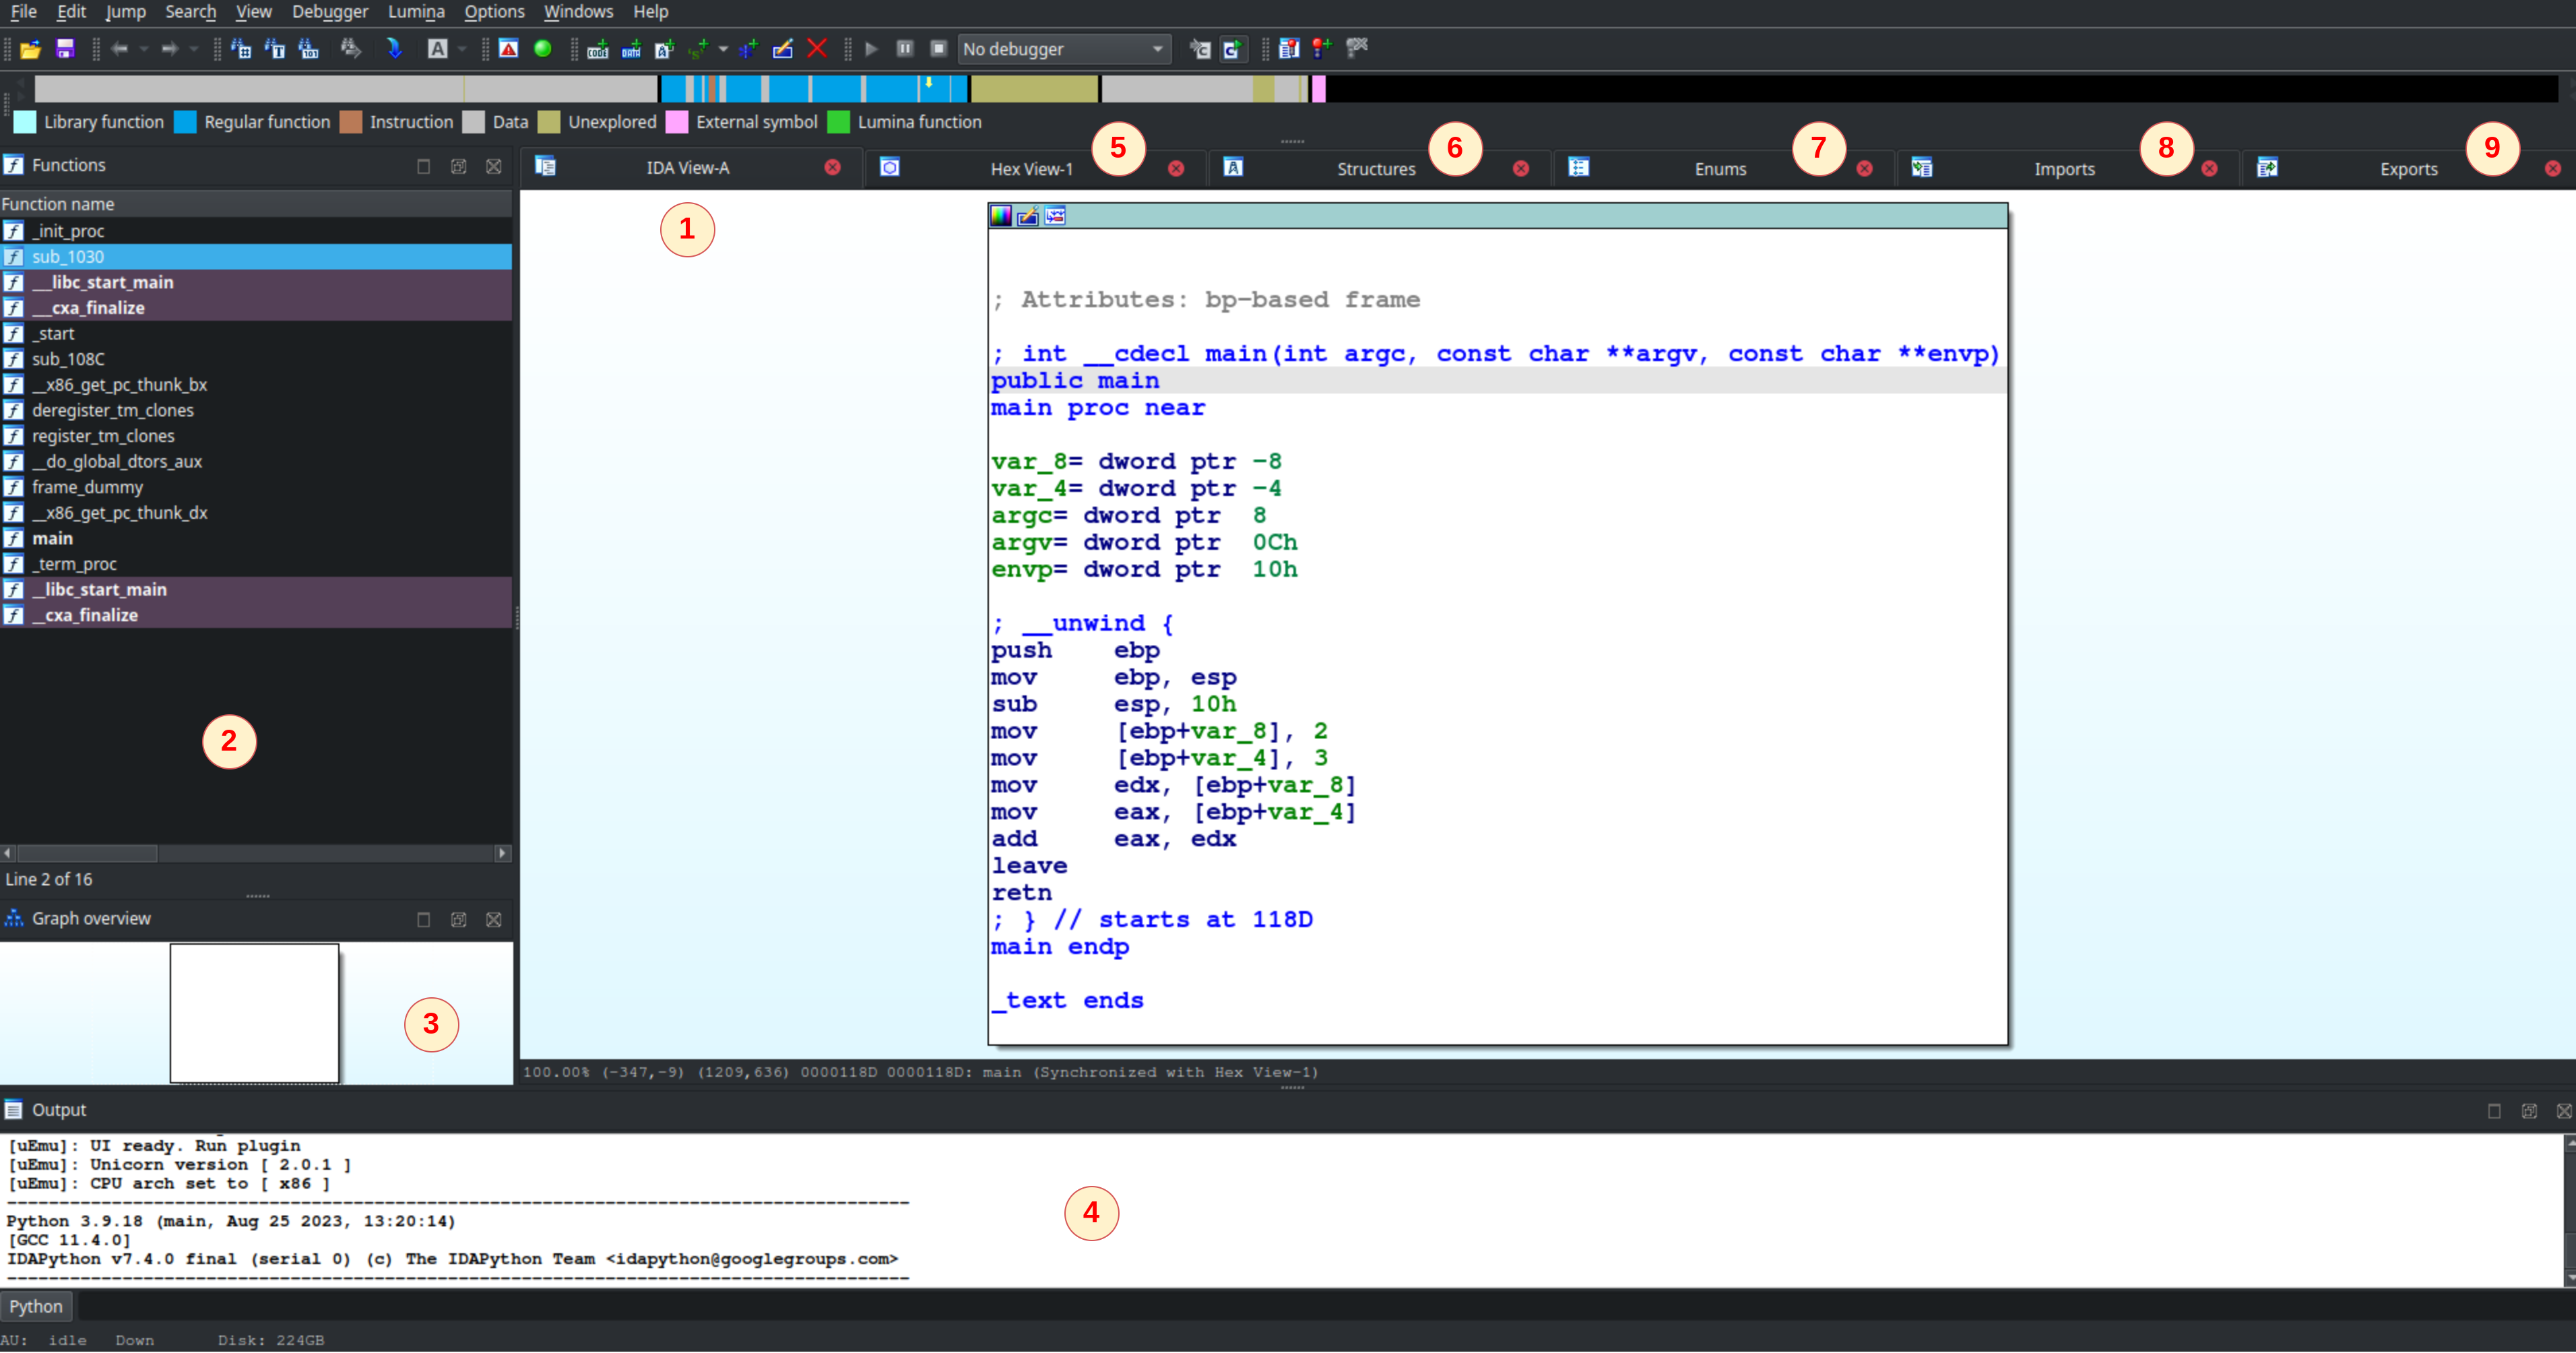 File Edit Jump Search View Debugger Lumina Options Windows Help
No debugger
Library function Regular function Instruction Data Unexplored External symbol Lumina function
Functions
Function name
_init_proc
sub_1030
___libc_start_main
___cxa_finalize
_start
sub_108C
__x86_get_pc_thunk_bx
deregister_tm_clones
register_tm_clones
__do_global_dtors_aux
frame_dummy
__x86_get_pc_thunk_dx
main
_term_proc
__libc_start_main
__cxa_finalize
2
Line 2 of 16
Graph overview
3
IDA View-A Hex View-1 5 Structures 6 Enums 7 Imports 8 Exports 9
1
; Attributes: bp-based frame
; int __cdecl main(int argc, const char **argv, const char **envp)
public main
main proc near
var_8= dword ptr -8
var_4= dword ptr -4
argc= dword ptr  8
argv= dword ptr  0Ch
envp= dword ptr  10h
; __unwind {
push    ebp
mov     ebp, esp
sub     esp, 10h
mov     [ebp+var_8], 2
mov     [ebp+var_4], 3
mov     edx, [ebp+var_8]
mov     eax, [ebp+var_4]
add     eax, edx
leave
retn
; } // starts at 118D
main endp
_text ends
100.00% (-347,-9) (1209,636) 0000118D 0000118D: main (Synchronized with Hex View-1)
Output
[uEmu]: UI ready. Run plugin
[uEmu]: Unicorn version [ 2.0.1 ]
[uEmu]: CPU arch set to [ x86 ]
Python 3.9.18 (main, Aug 25 2023, 13:20:14)
[GCC 11.4.0]
IDAPython v7.4.0 final (serial 0) (c) The IDAPython Team <idapython@googlegroups.com>
4
Python
AU: idle Down Disk: 224GB